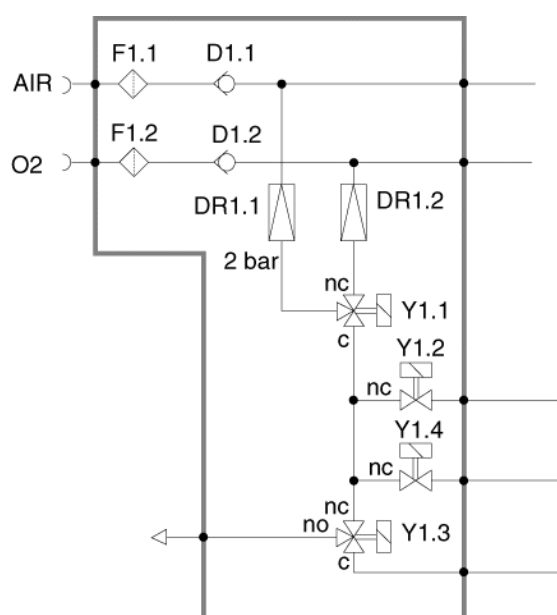 F1.1 D1.1
AIR
F1.2 D1.2
O2
DR1.1 DR1.2
2 bar
nc
Y1.1
c
Y1.2
nc
Y1.4
nc
nc
no
Y1.3
c